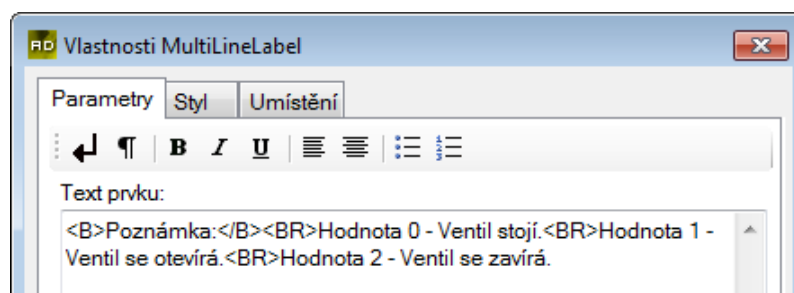 RD Vlastnosti MultiLineLabel
Parametry Styl Umístění
B I U
Text prvku:
<B>Poznámka:</B><BR>Hodnota 0 - Ventil stojí.<BR>Hodnota 1 -
Ventil se otevírá.<BR>Hodnota 2 - Ventil se zavírá.